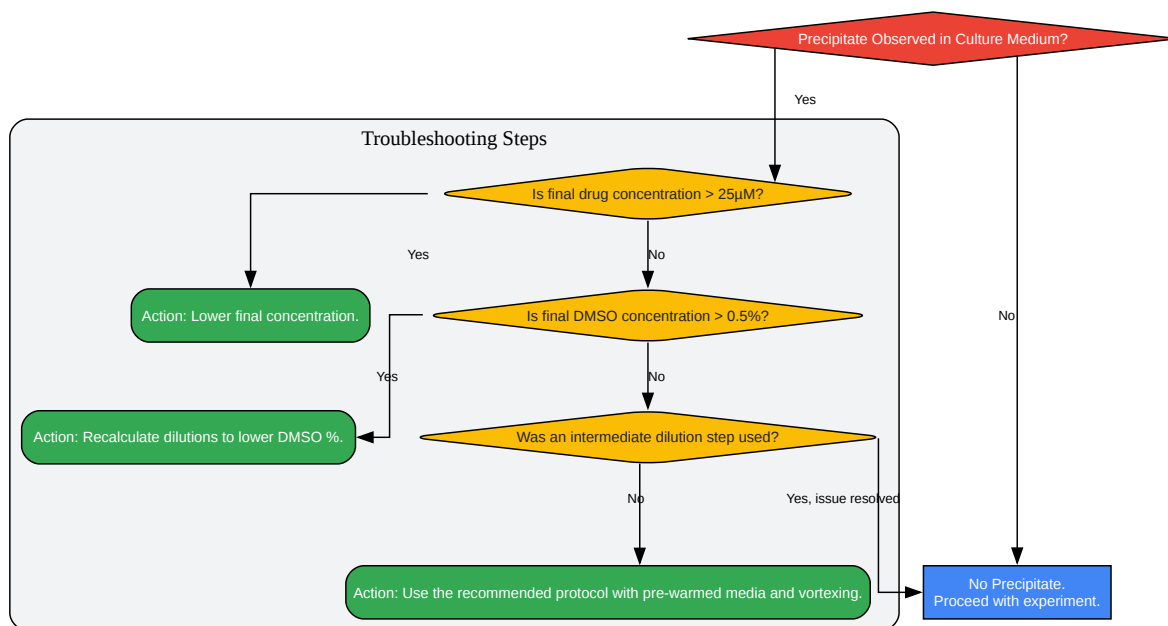 Precipitate Observed in Culture Medium?
Yes
Troubleshooting Steps
Is final drug concentration > 25µM?
Yes
No
Action: Lower final concentration.
Is final DMSO concentration > 0.5%?
No
Yes
No
Action: Recalculate dilutions to lower DMSO %.
Was an intermediate dilution step used?
No
Yes, issue resolved
Action: Use the recommended protocol with pre-warmed media and vortexing.
No Precipitate.
Proceed with experiment.